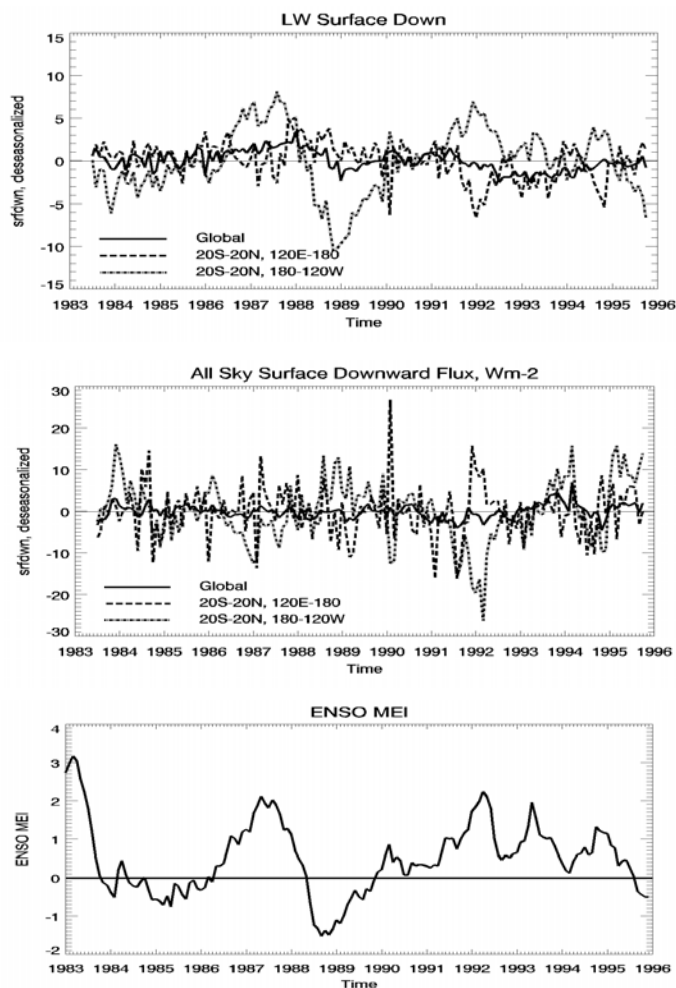 LW Surface Down
15
10
5
0
-5
-10
-15
srfdwn, deseasonalized
Global
20S-20N, 120E-180
20S-20N, 180-120W
1983 1984 1985 1986 1987 1988 1989 1990 1991 1992 1993 1994 1995 1996
Time
All Sky Surface Downward Flux, Wm-2
30
20
10
0
-10
-20
-30
srfdwn, deseasonalized
Global
20S-20N, 120E-180
20S-20N, 180-120W
1983 1984 1985 1986 1987 1988 1989 1990 1991 1992 1993 1994 1995 1996
Time
ENSO MEI
4
3
2
1
0
-1
-2
ENSO MEI
1983 1984 1985 1986 1987 1988 1989 1990 1991 1992 1993 1994 1995 1996
Time